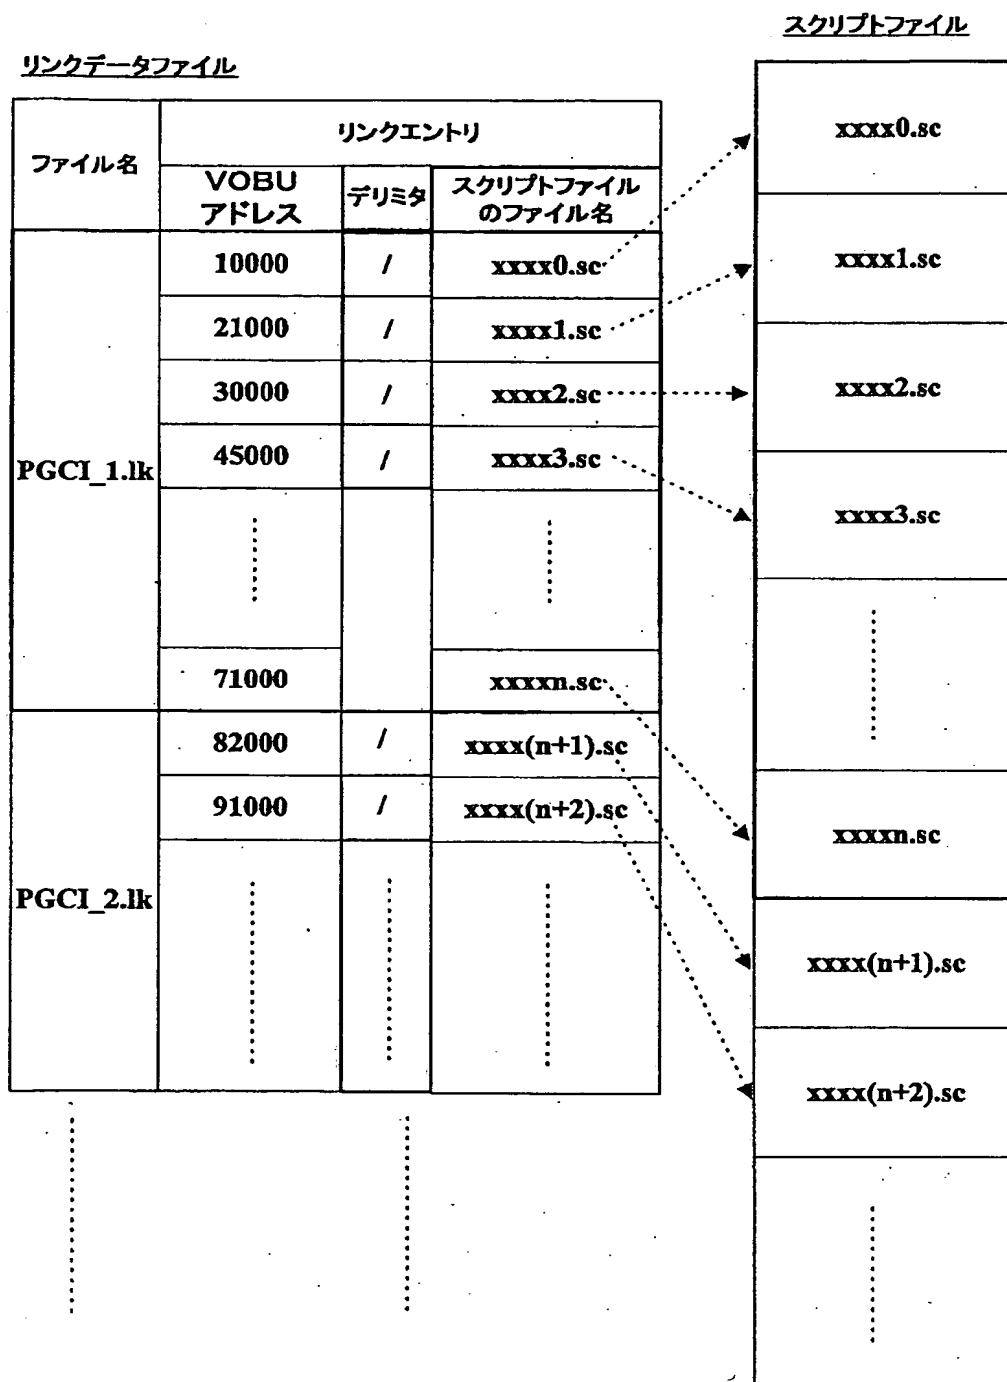 スクリプトファイル
リンクデータファイル
ファイル名
リンクエントリ
VOBU
アドレス
デリミタ
スクリプトファイル
のファイル名
PGCI_1.lk
10000 / xxxx0.sc
21000 / xxxx1.sc
30000 / xxxx2.sc
45000 / xxxx3.sc
71000 xxxxn.sc
PGCI_2.lk
82000 / xxxx(n+1).sc
91000 / xxxx(n+2).sc
xxxx0.sc
xxxx1.sc
xxxx2.sc
xxxx3.sc
xxxxn.sc
xxxx(n+1).sc
xxxx(n+2).sc